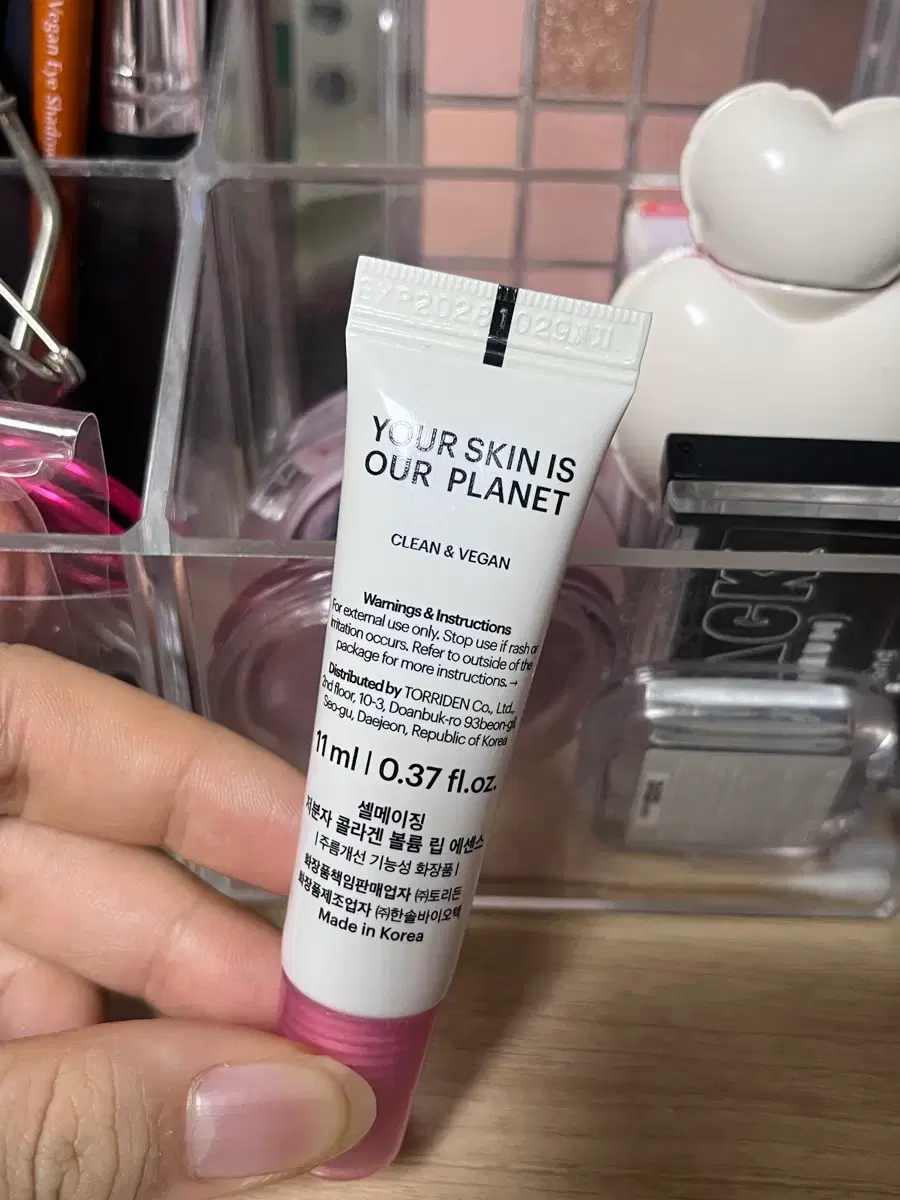 Vegan Eye Shadow
YOUR SKIN IS
OUR PLANET
CLEAN & VEGAN
Warnings & Instructions
For external use only. Stop use if rash or
irritation occurs. Refer to outside of the
package for more instructions.→
Distributed by TORRIDEN Co., Ltd.,
2nd floor, 10-3, Doanbuk-ro 93beon-gil,
Seo-gu, Daejeon, Republic of Korea
11 ml | 0.37 fl.oz.
셀메이징
저분자 콜라겐 볼륨 립 에센스
|주름개선 기능성 화장품|
화장품책임판매업자 ㈜토리든
화장품제조업자 ㈜한솔바이오텍
Made in Korea